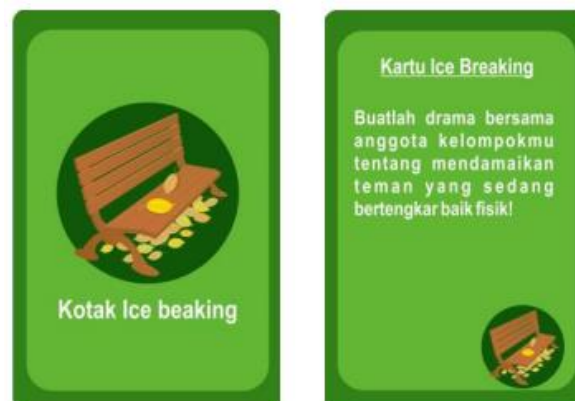 Kotak Ice beaking
Kartu Ice Breaking
Buatlah drama bersama
anggota kelompokmu
tentang mendamaikan
teman yang sedang
bertengkar baik fisik!